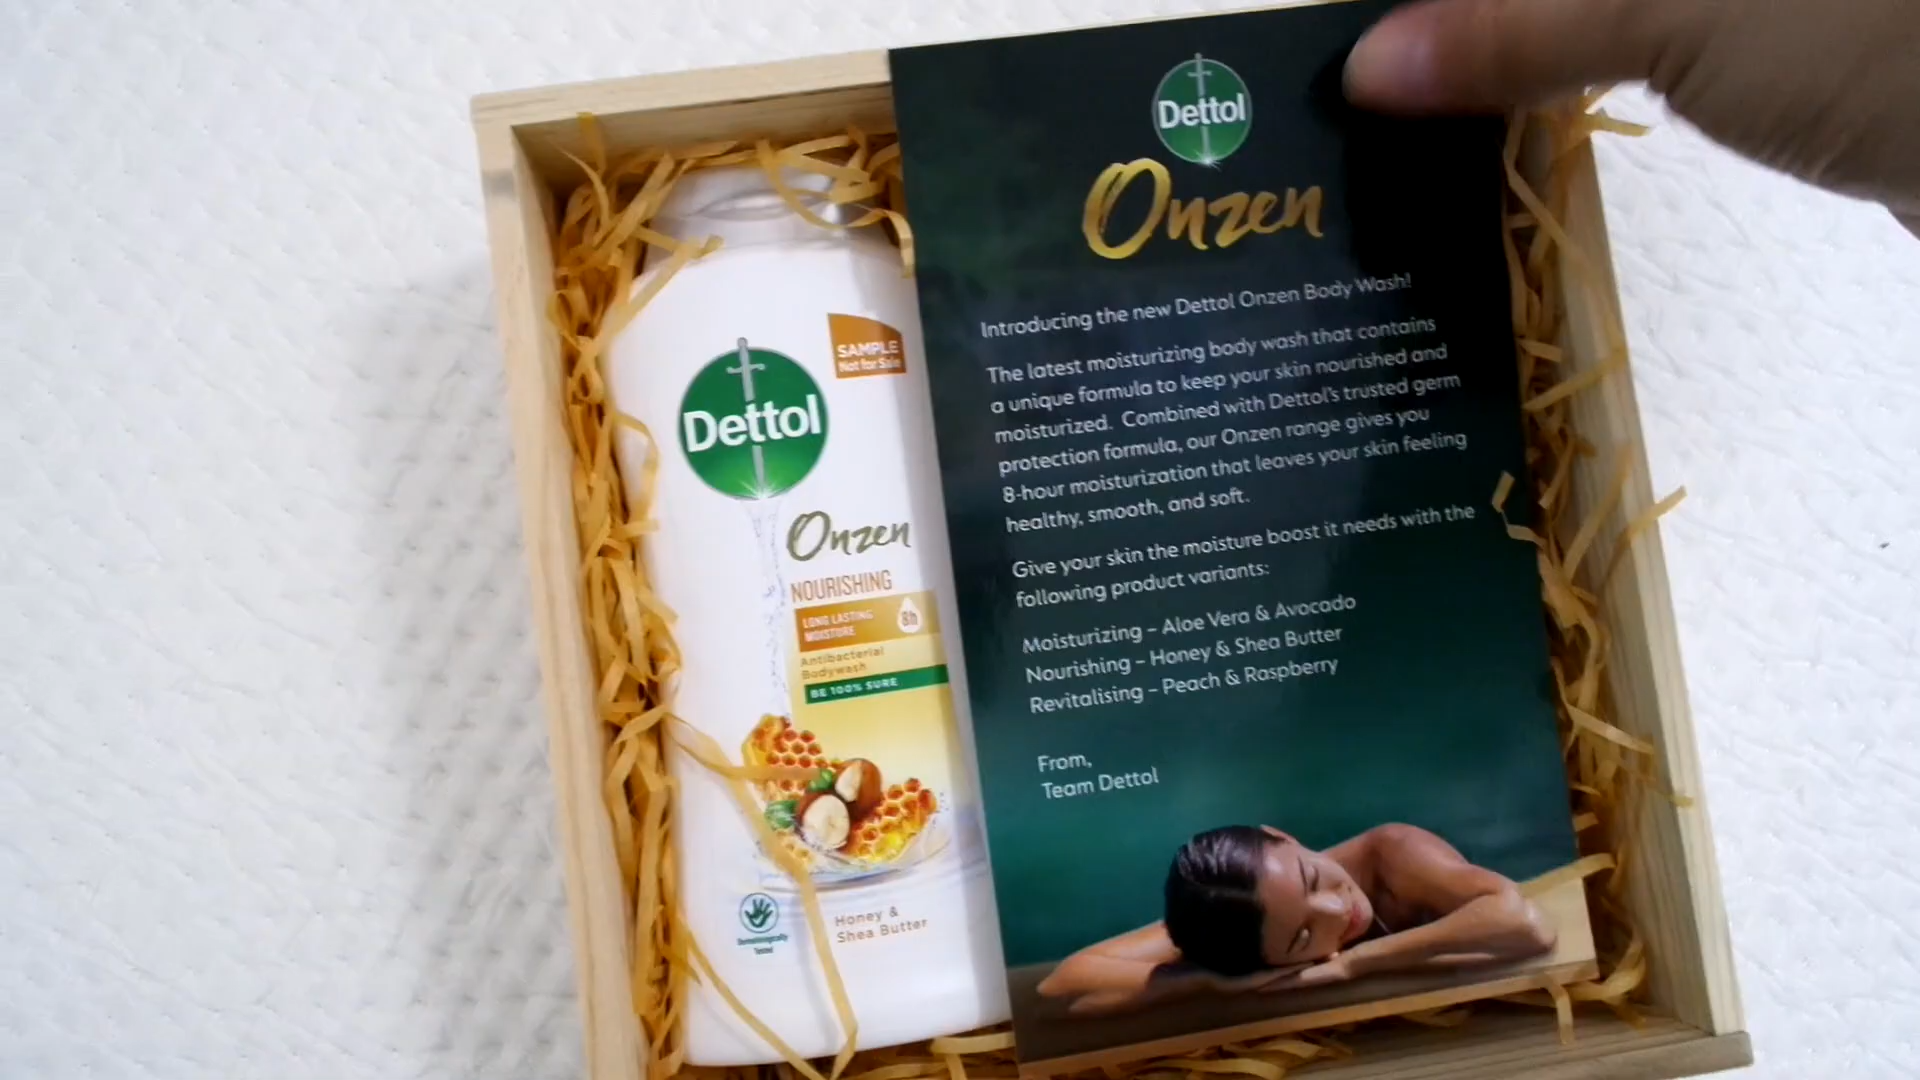 SAMPLE
Not for Sale
Dettol
Onzen
NOURISHING
LONG LASTING
MOISTURE
8h
Antibacterial
Bodywash
BE 100% SURE
Dermatologically
Tested
Honey &
Shea Butter
Dettol
Onzen
Introducing the new Dettol Onzen Body Wash!
The latest moisturizing body wash that contains
a unique formula to keep your skin nourished and
moisturized. Combined with Dettol's trusted germ
protection formula, our Onzen range gives you
8-hour moisturization that leaves your skin feeling
healthy, smooth, and soft.
Give your skin the moisture boost it needs with the
following product variants:
Moisturizing – Aloe Vera & Avocado
Nourishing – Honey & Shea Butter
Revitalising – Peach & Raspberry
From,
Team Dettol